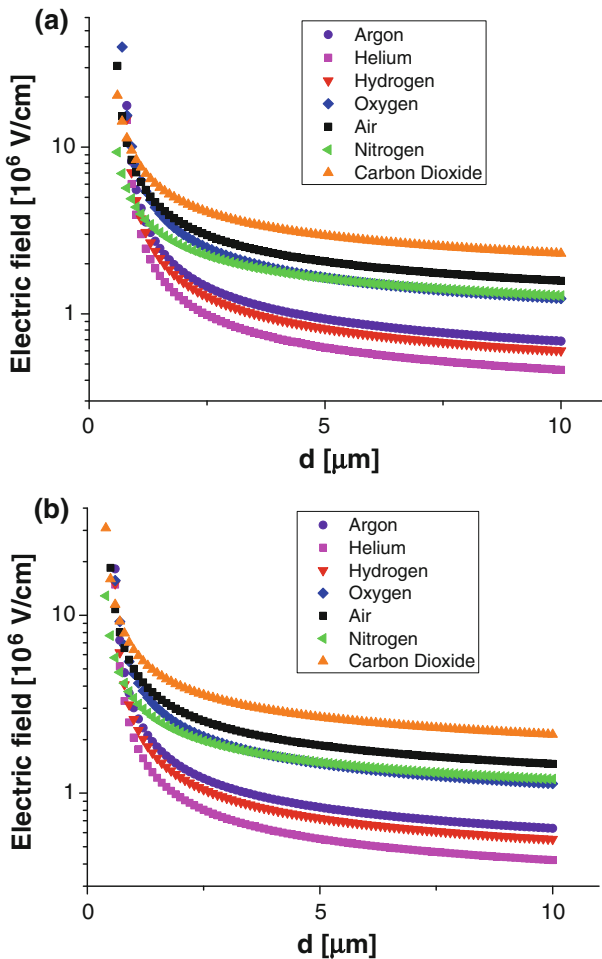 (a)
Argon
Helium
Hydrogen
Oxygen
Air
Nitrogen
Carbon Dioxide
Electric field [10⁶ V/cm]
10
1
0
5
10
d [μm]
(b)
Argon
Helium
Hydrogen
Oxygen
Air
Nitrogen
Carbon Dioxide
Electric field [10⁶ V/cm]
10
1
0
5
10
d [μm]